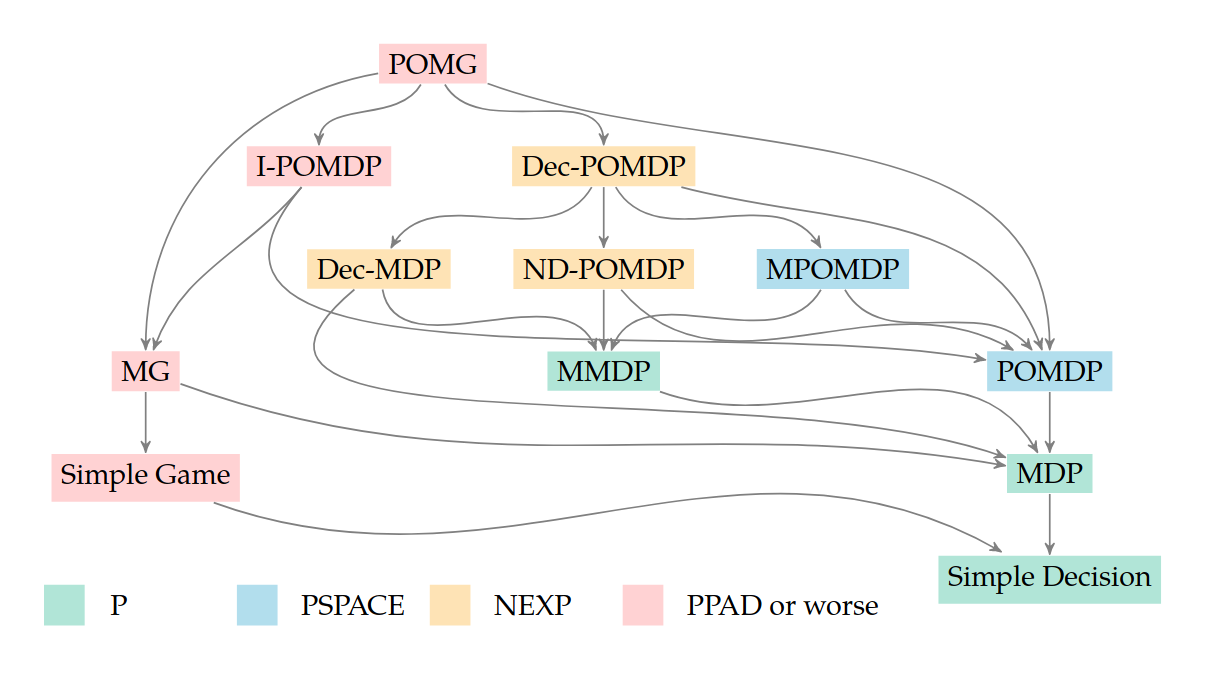 POMG
I-POMDP
Dec-POMDP
Dec-MDP
ND-POMDP
MPOMDP
MG
MMDP
POMDP
Simple Game
MDP
Simple Decision
P
PSPACE
NEXP
PPAD or worse